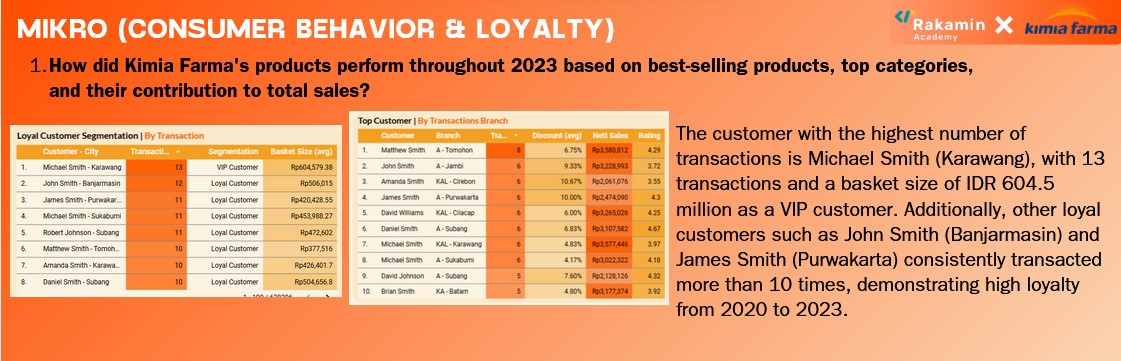 MIKRO (CONSUMER BEHAVIOR & LOYALTY)
Rakamin
Academy
kimia farma
1. How did Kimia Farma's products perform throughout 2023 based on best-selling products, top categories,
and their contribution to total sales?
Loyal Customer Segmentation | By Transaction
Customer - City Transacti... Segmentation Basket Size (avg)
1. Michael Smith - Karawang 13 VIP Customer Rp604,579.38
2. John Smith - Banjarmasin 12 Loyal Customer Rp506,015
3. James Smith - Purwakar... 11 Loyal Customer Rp420,428.55
4. Michael Smith - Sukabumi 11 Loyal Customer Rp453,988.27
5. Robert Johnson - Subang 11 Loyal Customer Rp472,602
6. Matthew Smith - Tomoh... 10 Loyal Customer Rp377,516
7. Amanda Smith - Karawa... 10 Loyal Customer Rp426,401.7
8. Daniel Smith - Subang 10 Loyal Customer Rp504,656.8
Top Customer | By Transactions Branch
Customer Branch Tra... Discount (avg) Nett Sales Rating
1. Matthew Smith A - Tomohon 8 6.75% Rp3,580,812 4.29
2. John Smith A - Jambi 6 9.33% Rp3,228,993 3.72
3. Amanda Smith KAL - Cirebon 6 10.67% Rp2,061,076 3.55
4. James Smith A - Purwakarta 6 10.00% Rp2,474,090 4.3
5. David Williams KAL - Cilacap 6 6.00% Rp3,265,026 4.25
6. Daniel Smith A - Subang 6 6.83% Rp3,107,582 4.67
7. Michael Smith KAL - Karawang 6 4.83% Rp3,577,446 3.97
8. Michael Smith A - Sukabumi 6 4.17% Rp3,022,322 4.18
9. David Johnson A - Subang 5 7.60% Rp2,128,126 4.32
10. Brian Smith KA - Batam 5 4.80% Rp3,177,374 3.92
The customer with the highest number of
transactions is Michael Smith (Karawang), with 13
transactions and a basket size of IDR 604.5
million as a VIP customer. Additionally, other loyal
customers such as John Smith (Banjarmasin) and
James Smith (Purwakarta) consistently transacted
more than 10 times, demonstrating high loyalty
from 2020 to 2023.